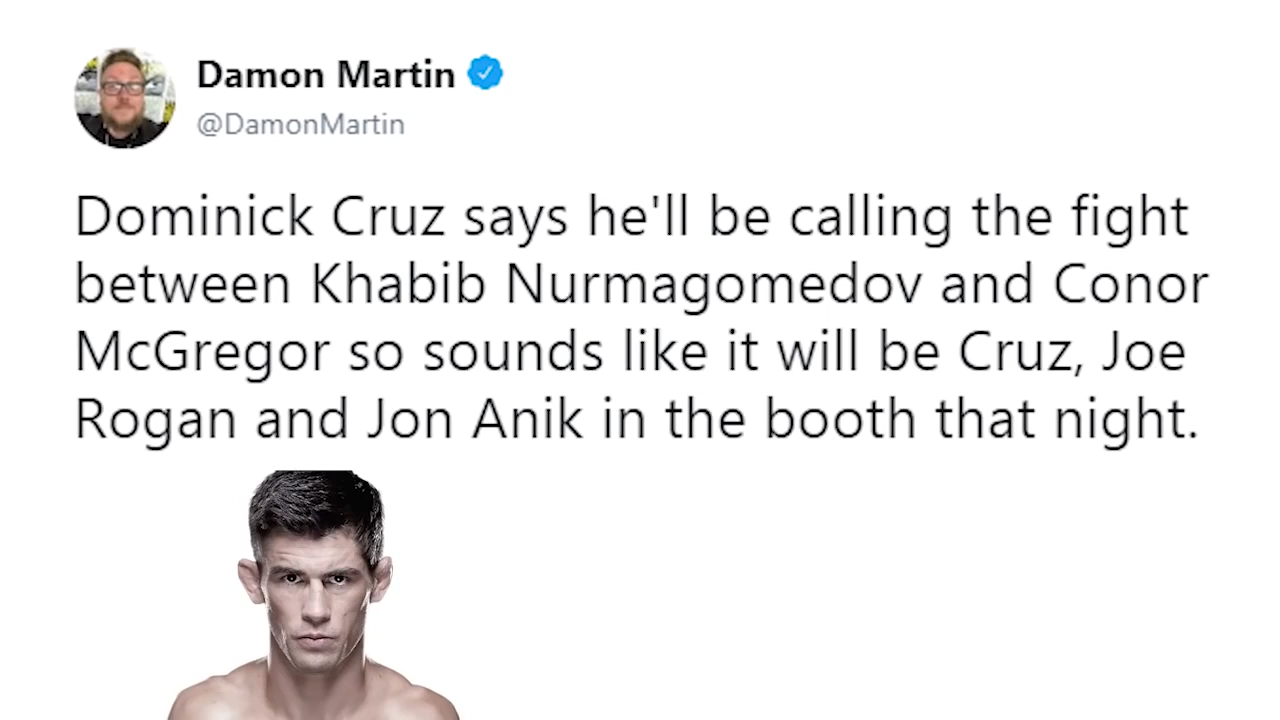 Damon Martin
@DamonMartin
Dominick Cruz says he'll be calling the fight
between Khabib Nurmagomedov and Conor
McGregor so sounds like it will be Cruz, Joe
Rogan and Jon Anik in the booth that night.